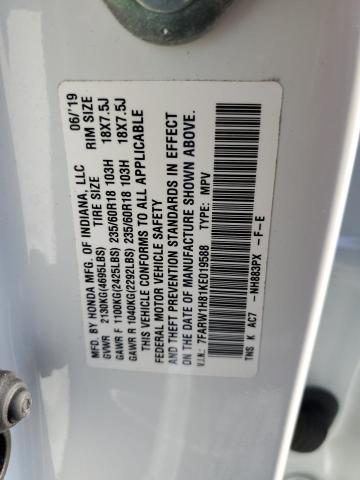 MFD. BY HONDA MFG. OF INDIANA, LLC 06/'19
TIRE SIZE RIM SIZE
GVWR 2130KG(4695LBS)
GAWR F 1100KG(2425LBS) 235/60R18 103H 18X7.5J
GAWR R 1040KG(2292LBS) 235/60R18 103H 18X7.5J
THIS VEHICLE CONFORMS TO ALL APPLICABLE
FEDERAL MOTOR VEHICLE SAFETY
AND THEFT PREVENTION STANDARDS IN EFFECT
ON THE DATE OF MANUFACTURE SHOWN ABOVE.
V.I.N.: 7FARW1H81KE019588 TYPE: MPV
TNS K AC7 -NH883PX -F-E